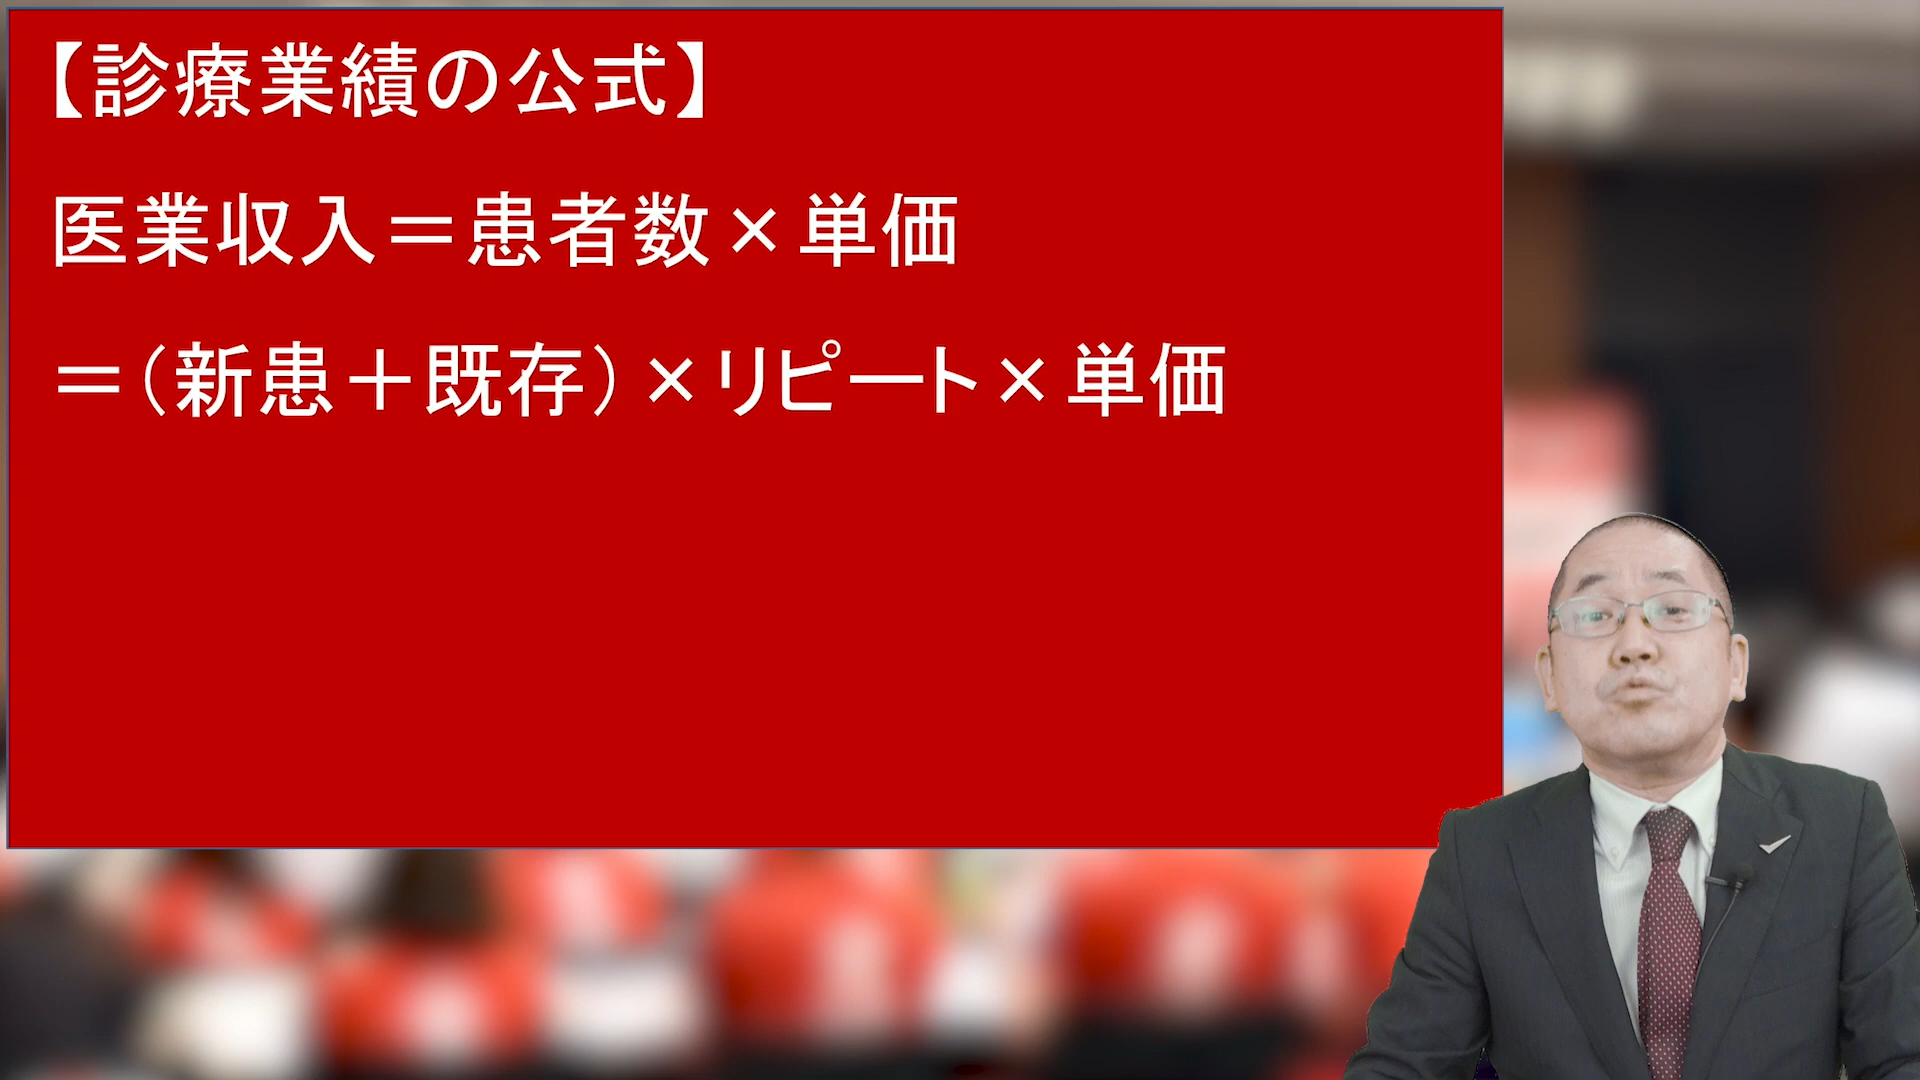 【診療業績の公式】
医業収入＝患者数×単価
＝（新患＋既存）×リピート×単価